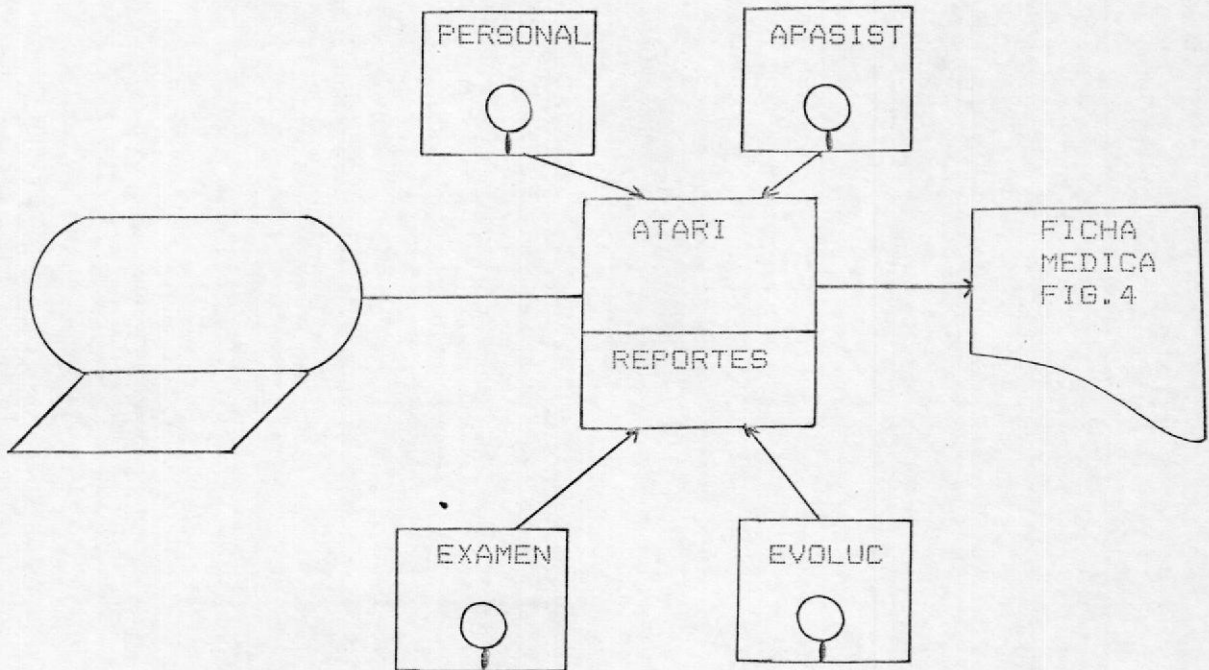 PERSONAL
APASIST
ATARI
REPORTES
FICHA
MEDICA
FIG.4
EXAMEN
EVOLUC